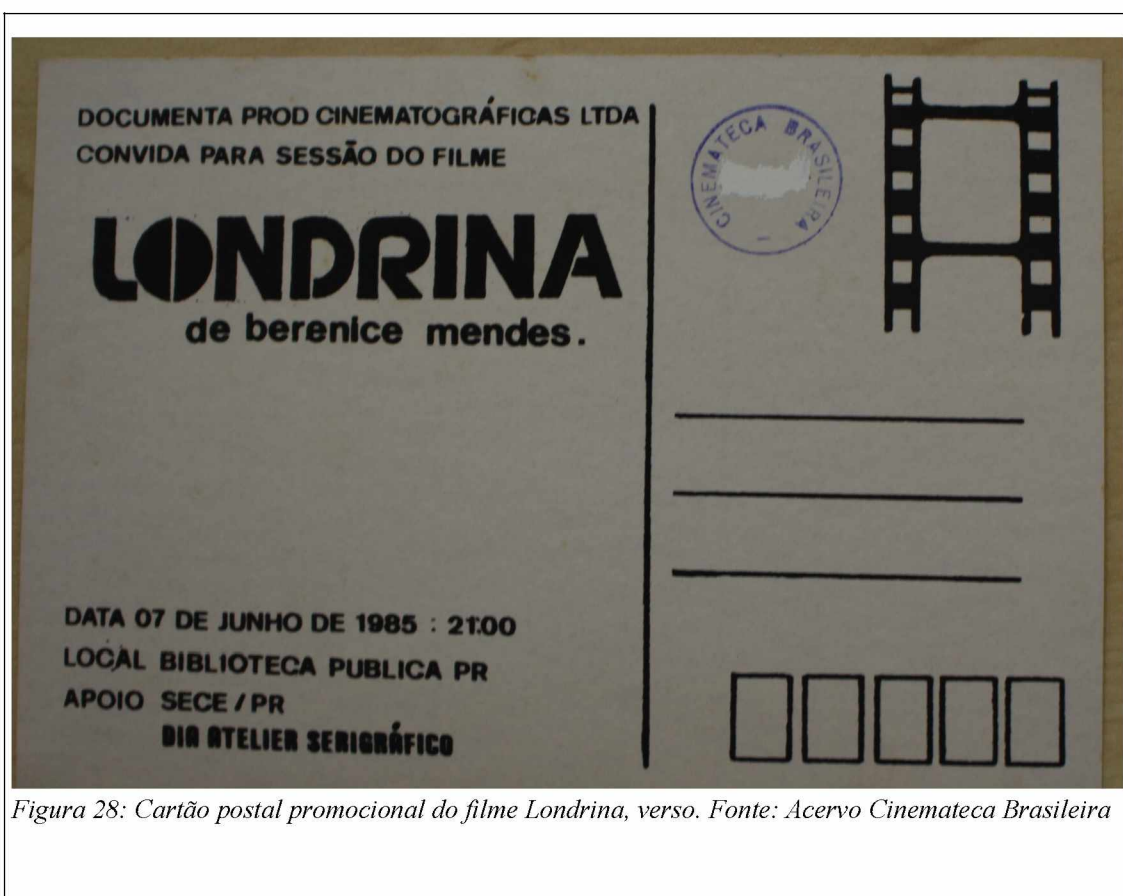 DOCUMENTA PROD CINEMATOGRÁFICAS LTDA
CONVIDA PARA SESSÃO DO FILME
LONDRINA
de berenice mendes.
DATA 07 DE JUNHO DE 1985 : 21:00
LOCAL BIBLIOTECA PUBLICA PR
APOIO SECE / PR
DIA ATELIER SERIGRÁFICO
CINEMATECA BRASILEIRA
Figura 28: Cartão postal promocional do filme Londrina, verso. Fonte: Acervo Cinemateca Brasileira